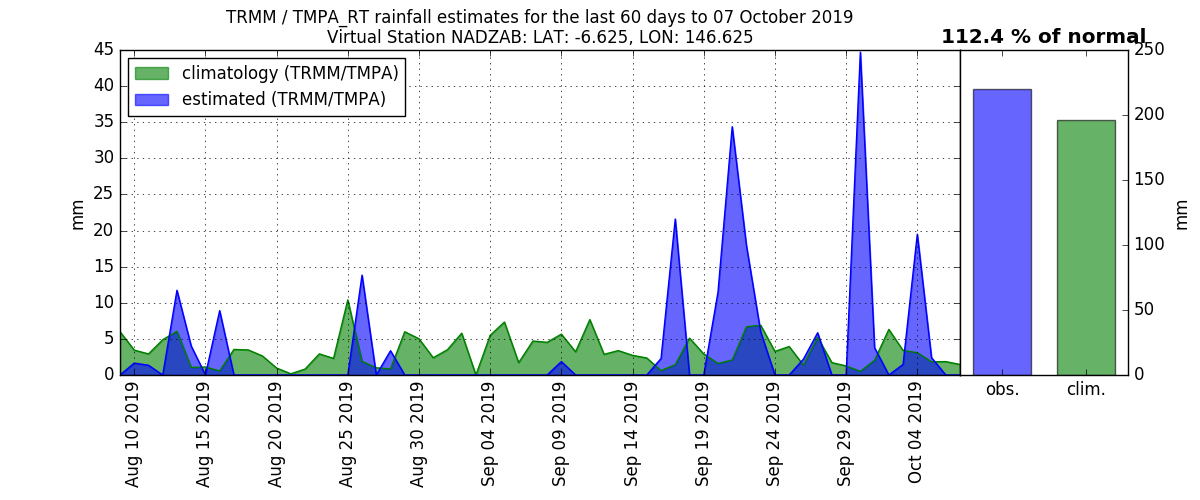 TRMM / TMPA_RT rainfall estimates for the last 60 days to 07 October 2019
Virtual Station NADZAB: LAT: -6.625, LON: 146.625
112.4 % of normal
climatology (TRMM/TMPA)
estimated (TRMM/TMPA)
mm
45
40
35
30
25
20
15
10
5
0
Aug 10 2019
Aug 15 2019
Aug 20 2019
Aug 25 2019
Aug 30 2019
Sep 04 2019
Sep 09 2019
Sep 14 2019
Sep 19 2019
Sep 24 2019
Sep 29 2019
Oct 04 2019
obs.
clim.
250
200
150
100
50
0
mm